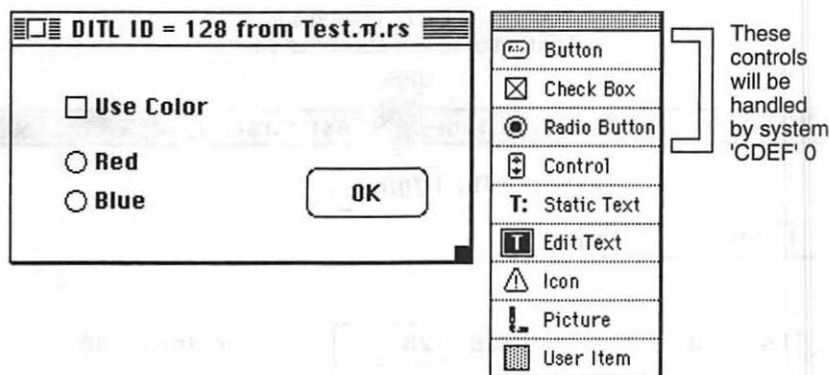 DITL ID = 128 from Test.π.rs
Use Color
Red
Blue
OK
Button
Check Box
Radio Button
Control
T: Static Text
T Edit Text
Icon
Picture
User Item
These
controls
will be
handled
by system
'CDEF' 0